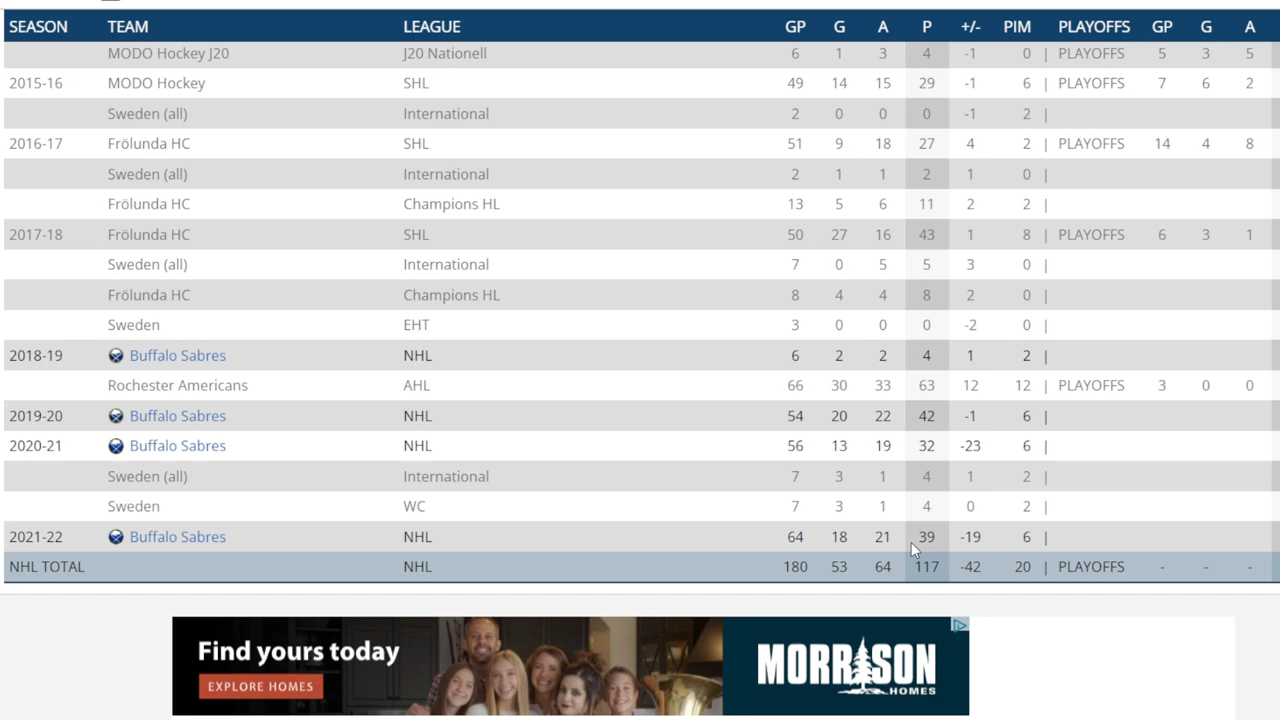 SEASON TEAM LEAGUE GP G A P +/- PIM PLAYOFFS GP G A
MODO Hockey J20 J20 Nationell 6 1 3 4 -1 0 | PLAYOFFS 5 3 5
2015-16 MODO Hockey SHL 49 14 15 29 -1 6 | PLAYOFFS 7 6 2
Sweden (all) International 2 0 0 0 -1 2 |
2016-17 Frölunda HC SHL 51 9 18 27 4 2 | PLAYOFFS 14 4 8
Sweden (all) International 2 1 1 2 1 0 |
Frölunda HC Champions HL 13 5 6 11 2 2 |
2017-18 Frölunda HC SHL 50 27 16 43 1 8 | PLAYOFFS 6 3 1
Sweden (all) International 7 0 5 5 3 0 |
Frölunda HC Champions HL 8 4 4 8 2 0 |
Sweden EHT 3 0 0 0 -2 0 |
2018-19 Buffalo Sabres NHL 6 2 2 4 1 2 |
Rochester Americans AHL 66 30 33 63 12 12 | PLAYOFFS 3 0 0
2019-20 Buffalo Sabres NHL 54 20 22 42 -1 6 |
2020-21 Buffalo Sabres NHL 56 13 19 32 -23 6 |
Sweden (all) International 7 3 1 4 1 2 |
Sweden WC 7 3 1 4 0 2 |
2021-22 Buffalo Sabres NHL 64 18 21 39 -19 6 |
NHL TOTAL NHL 180 53 64 117 -42 20 | PLAYOFFS - - -
Find yours today
EXPLORE HOMES
MORRISON
HOMES